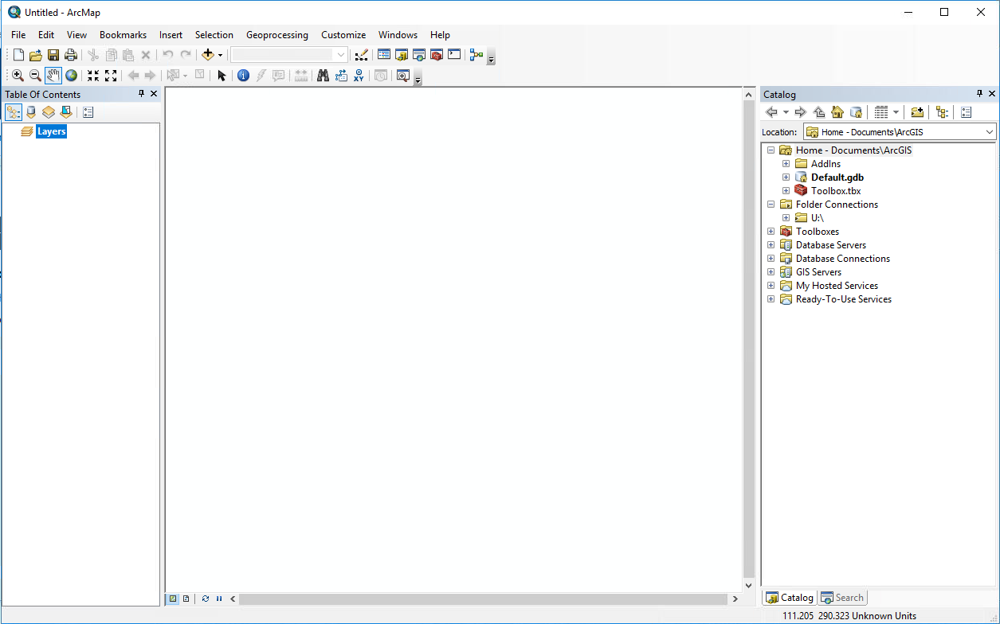 Untitled - ArcMap
File Edit View Bookmarks Insert Selection Geoprocessing Customize Windows Help
Table Of Contents
Layers
Catalog
Location: Home - Documents\ArcGIS
Home - Documents\ArcGIS
AddIns
Default.gdb
Toolbox.tbx
Folder Connections
U:\
Toolboxes
Database Servers
Database Connections
GIS Servers
My Hosted Services
Ready-To-Use Services
Catalog Search
111.205 290.323 Unknown Units